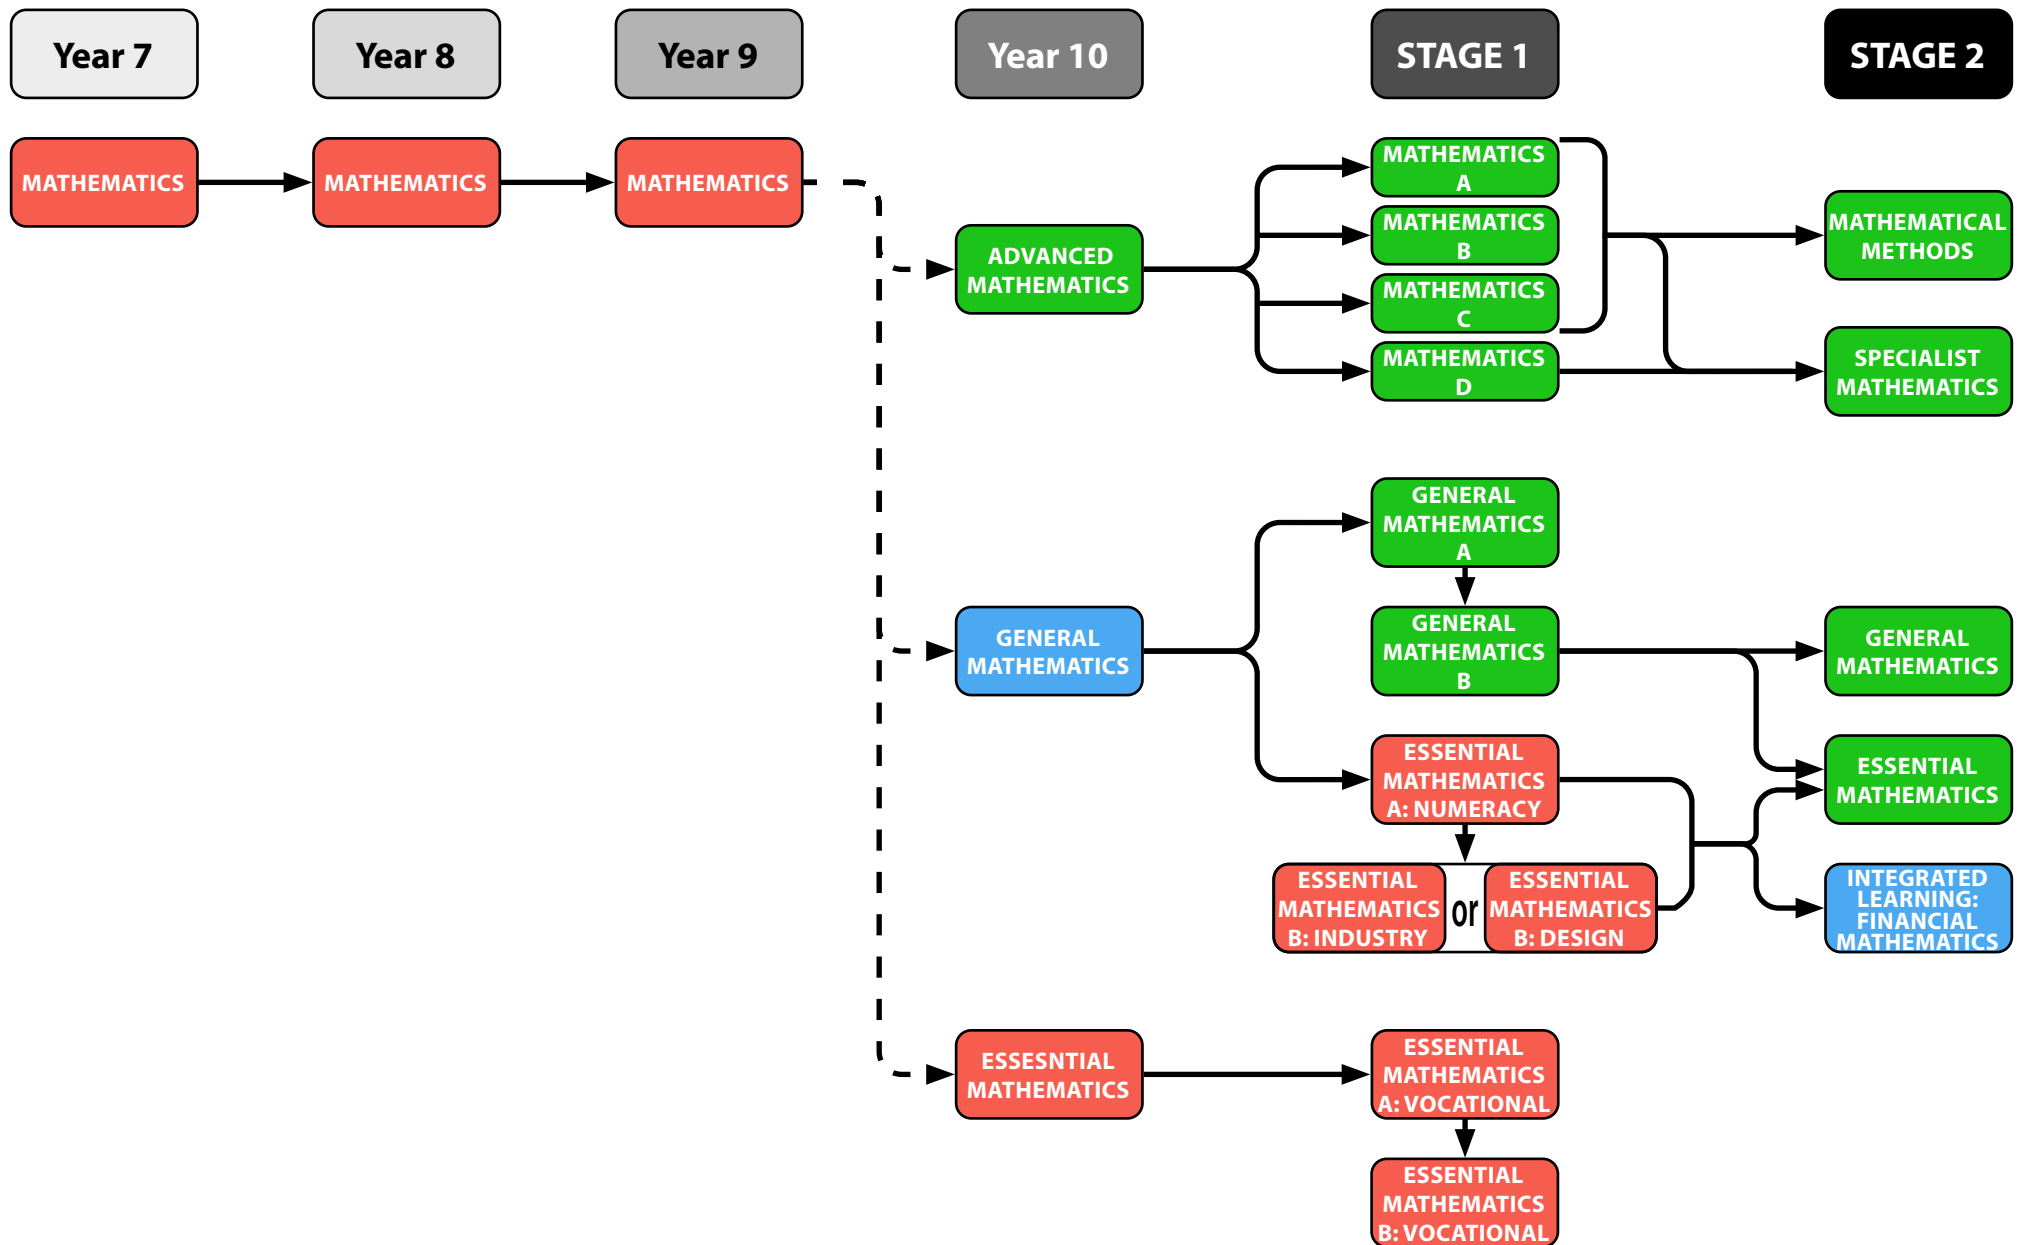 Year 7
Year 8
Year 9
Year 10
STAGE 1
STAGE 2
MATHEMATICS
MATHEMATICS
MATHEMATICS
ADVANCED
MATHEMATICS
MATHEMATICS
A
MATHEMATICS
B
MATHEMATICS
C
MATHEMATICS
D
MATHEMATICAL
METHODS
SPECIALIST
MATHEMATICS
GENERAL
MATHEMATICS
GENERAL
MATHEMATICS
A
GENERAL
MATHEMATICS
B
GENERAL
MATHEMATICS
ESSENTIAL
MATHEMATICS
A: NUMERACY
ESSENTIAL
MATHEMATICS
B: INDUSTRY
or
ESSENTIAL
MATHEMATICS
B: DESIGN
ESSENTIAL
MATHEMATICS
INTEGRATED
LEARNING:
FINANCIAL
MATHEMATICS
ESSESNTIAL
MATHEMATICS
ESSENTIAL
MATHEMATICS
A: VOCATIONAL
ESSENTIAL
MATHEMATICS
B: VOCATIONAL